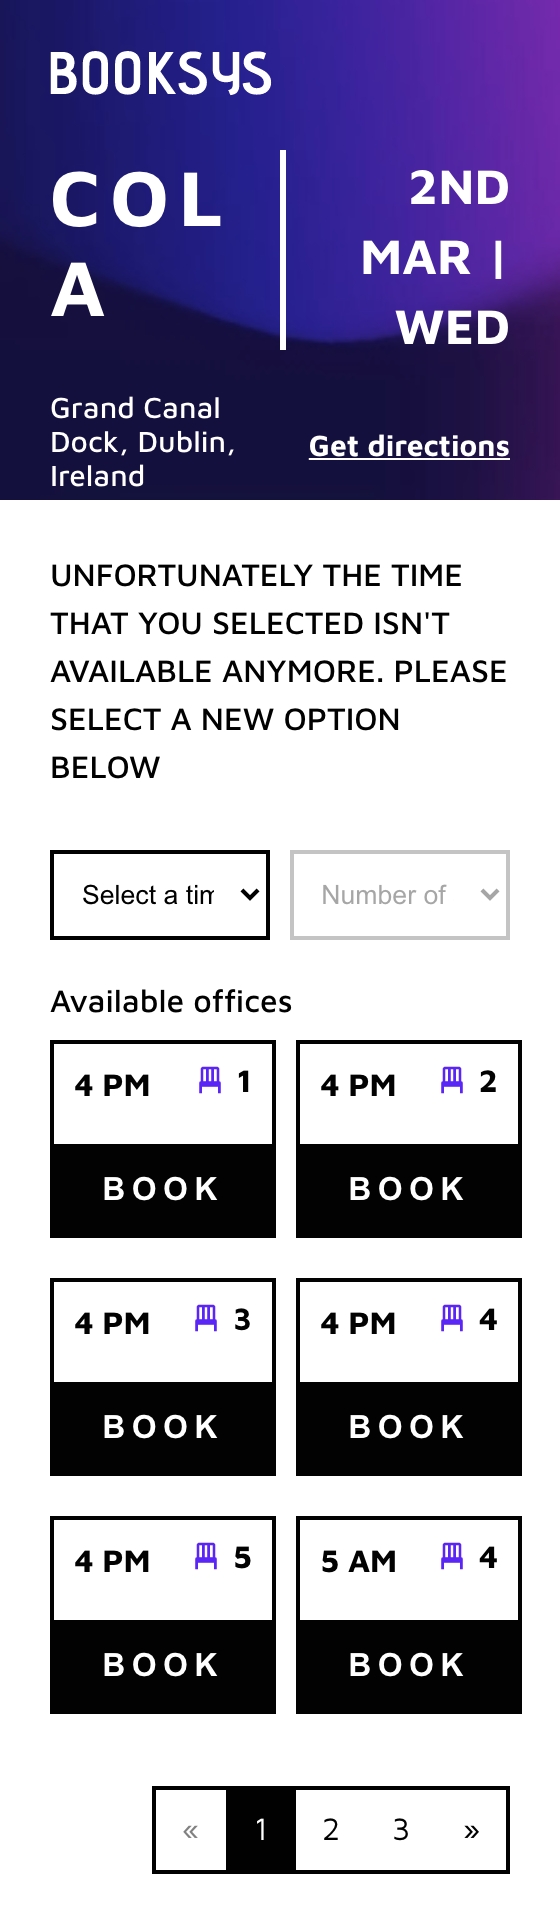 BOOKSYS
COL
A
2ND
MAR |
WED
Grand Canal
Dock, Dublin,
Ireland
Get directions
UNFORTUNATELY THE TIME
THAT YOU SELECTED ISN'T
AVAILABLE ANYMORE. PLEASE
SELECT A NEW OPTION
BELOW
Select a tim
Number of
Available offices
4 PM 1
4 PM 2
BOOK
BOOK
4 PM 3
4 PM 4
BOOK
BOOK
4 PM 5
5 AM 4
BOOK
BOOK
« 1 2 3 »